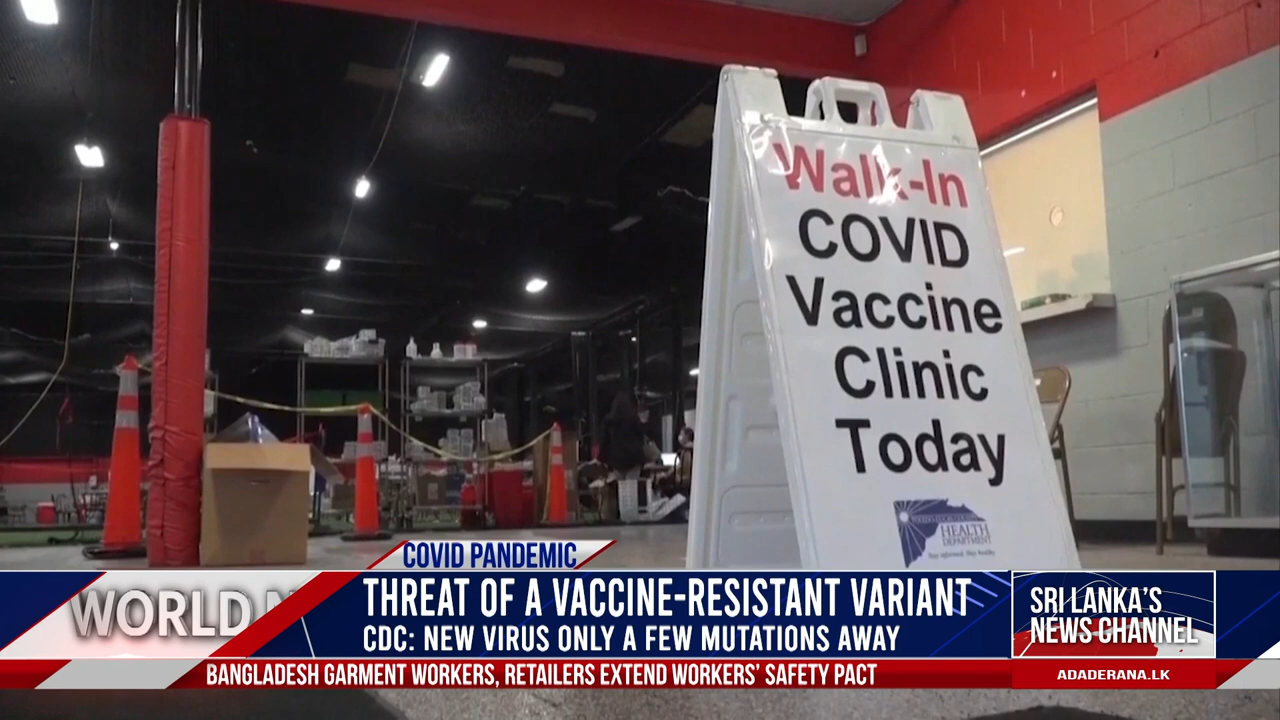 Walk-In
COVID
Vaccine
Clinic
Today
HEALTH
DEPARTMENT
COVID PANDEMIC
WORLD N
THREAT OF A VACCINE-RESISTANT VARIANT
CDC: NEW VIRUS ONLY A FEW MUTATIONS AWAY
SRI LANKA'S
NEWS CHANNEL
BANGLADESH GARMENT WORKERS, RETAILERS EXTEND WORKERS' SAFETY PACT
ADADERANA.LK